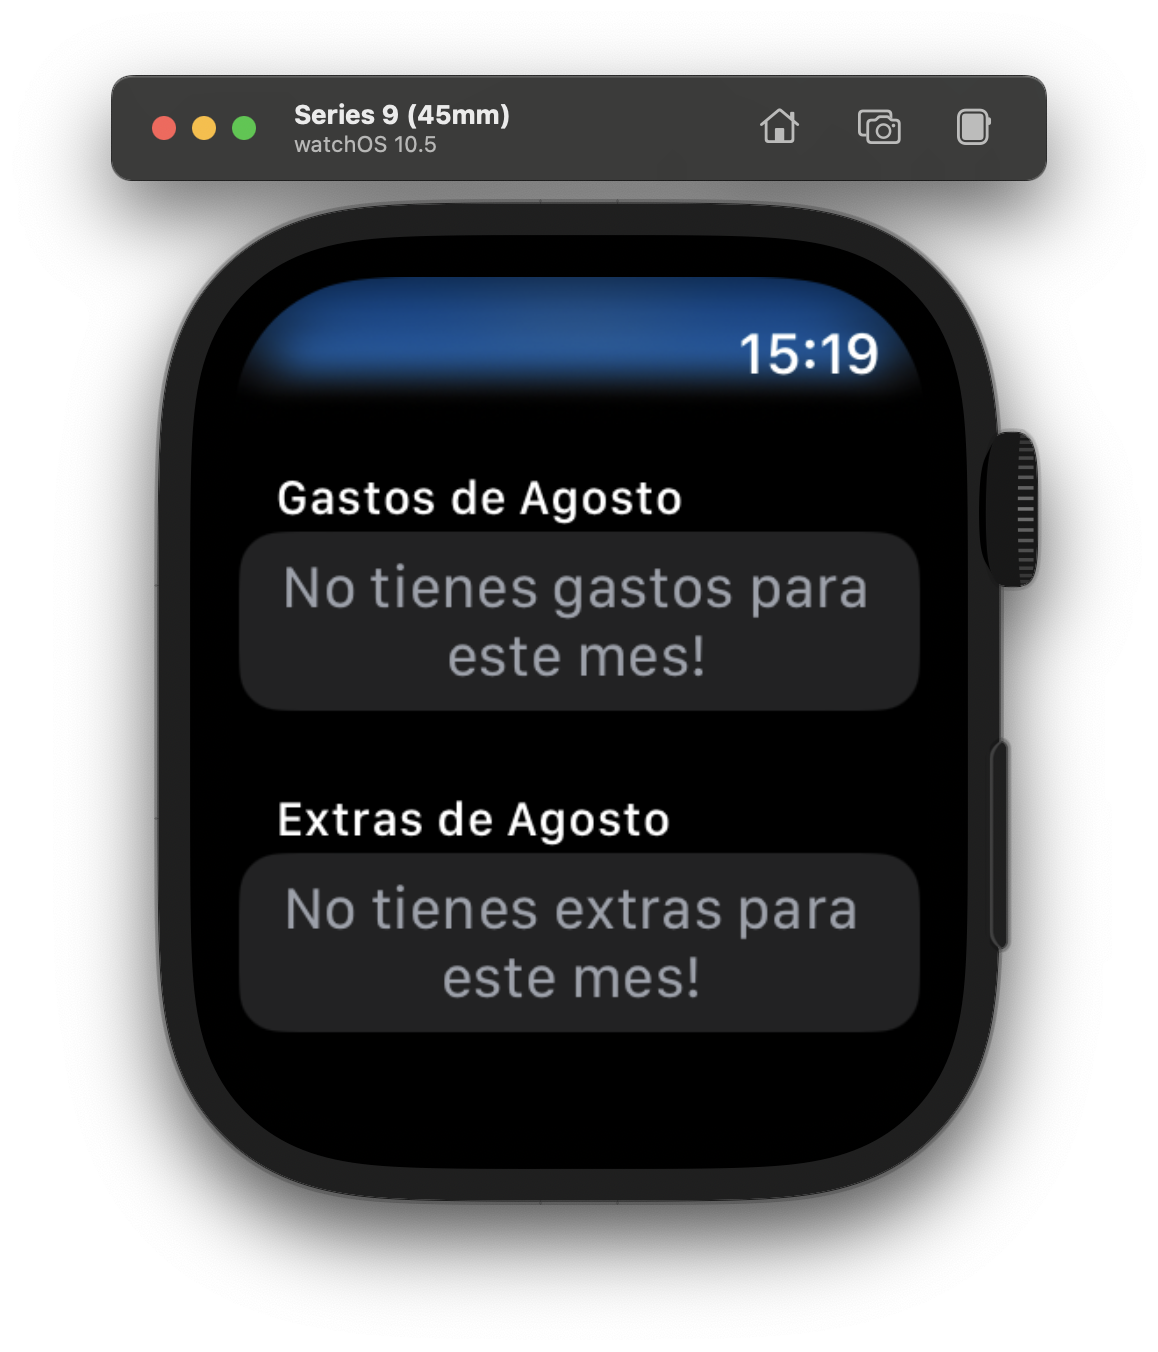 Series 9 (45mm)
watchOS 10.5
15:19
Gastos de Agosto
No tienes gastos para
este mes!
Extras de Agosto
No tienes extras para
este mes!